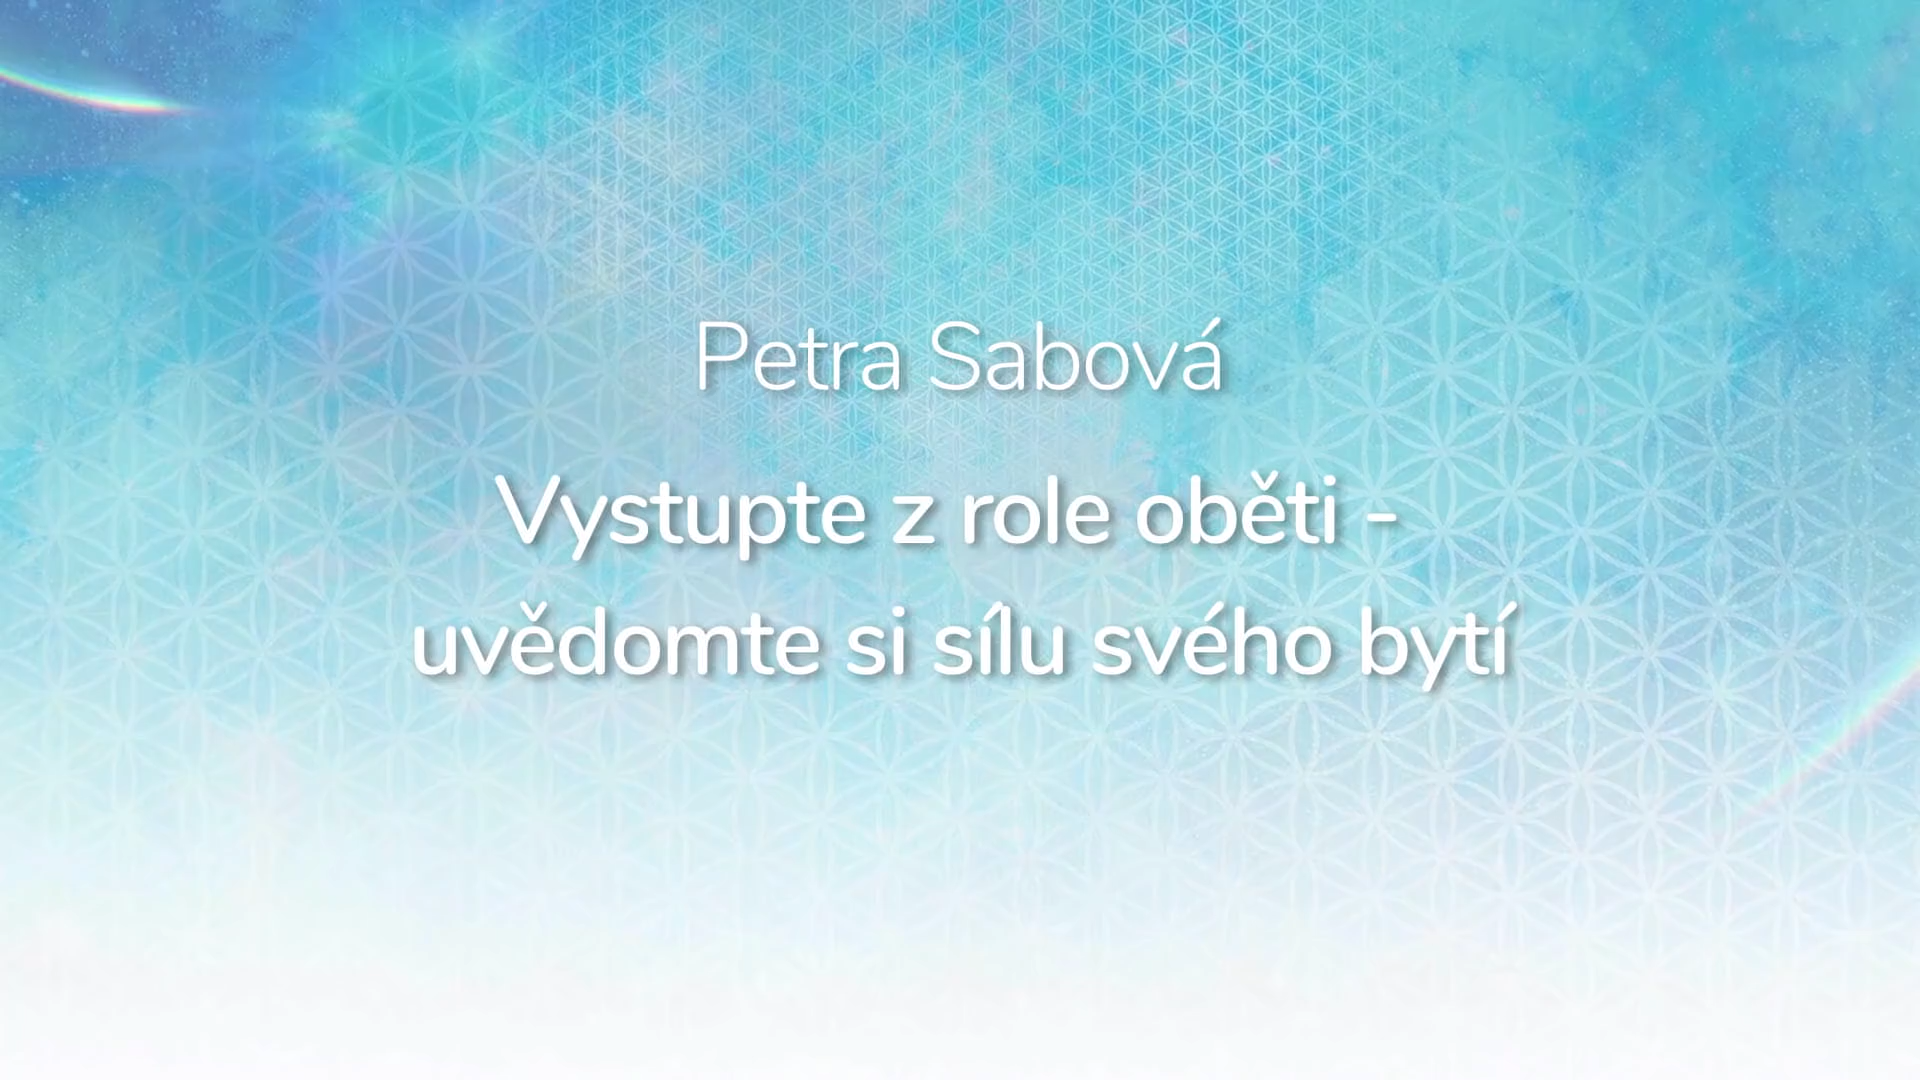 Petra Sabová
Vystupte z role oběti -
uvědomte si sílu svého bytí